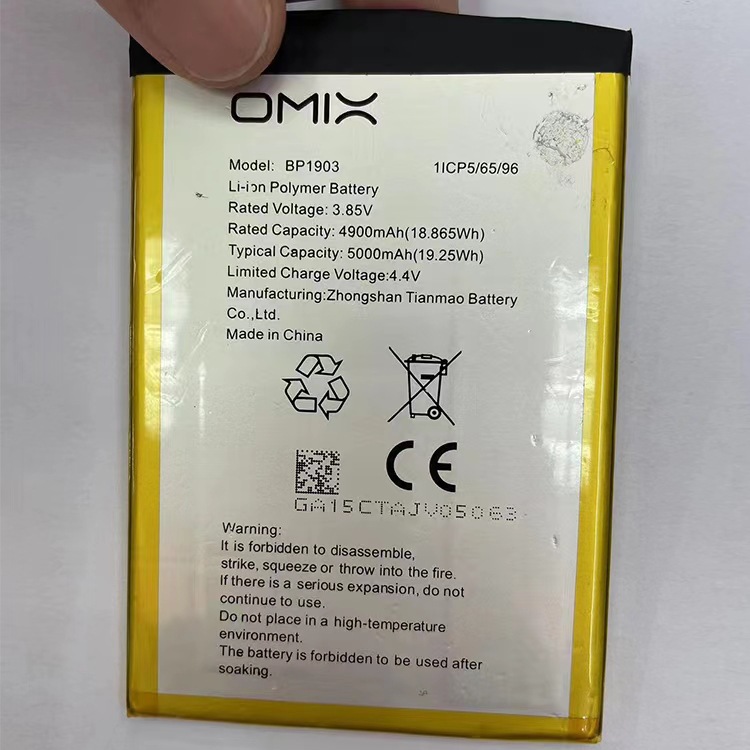 OMIX
Model: BP1903 1ICP5/65/96
Li-ion Polymer Battery
Rated Voltage: 3.85V
Rated Capacity: 4900mAh(18.865Wh)
Typical Capacity: 5000mAh(19.25Wh)
Limited Charge Voltage:4.4V
Manufacturing:Zhongshan Tianmao Battery
Co.,Ltd.
Made in China
CE
GA15CTAJV05063
Warning:
It is forbidden to disassemble,
strike, squeeze or throw into the fire.
If there is a serious expansion, do not
continue to use.
Do not place in a high-temperature
environment.
The battery is forbidden to be used after
soaking.